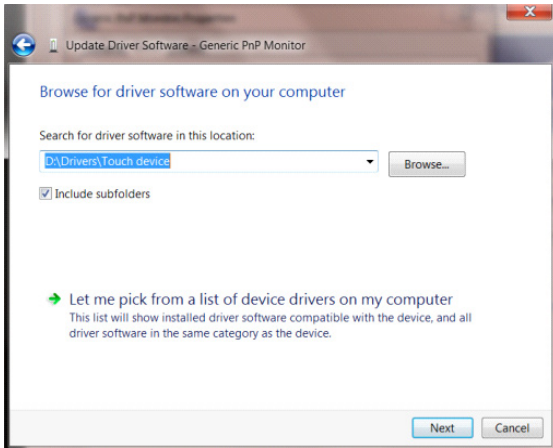 Update Driver Software - Generic PnP Monitor
Browse for driver software on your computer
Search for driver software in this location:
D:\Drivers\Touch device
Browse...
Include subfolders
Let me pick from a list of device drivers on my computer
This list will show installed driver software compatible with the device, and all
driver software in the same category as the device.
Next
Cancel